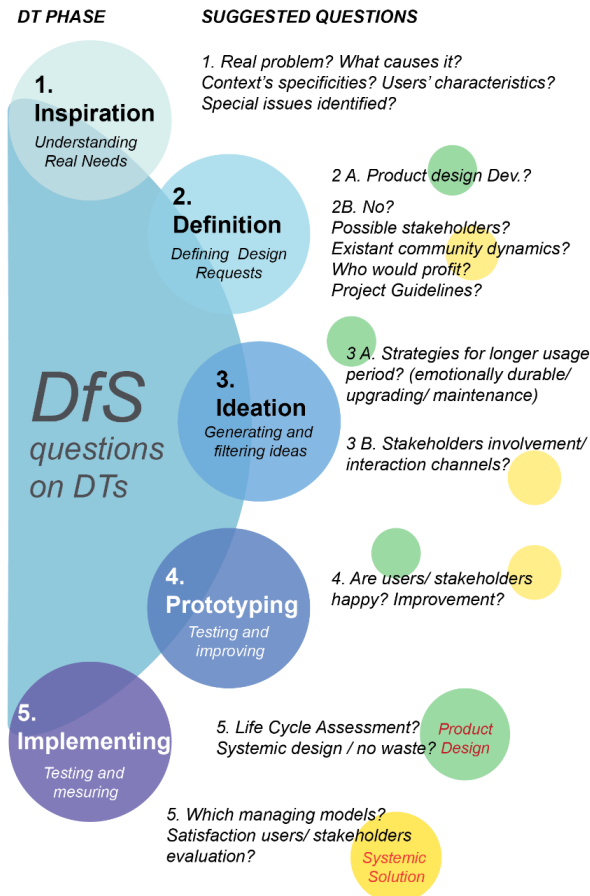 DT PHASE
SUGGESTED QUESTIONS
1.
Inspiration
Understanding
Real Needs
1. Real problem? What causes it?
Context's specificities? Users' characteristics?
Special issues identified?
2.
Definition
Defining Design
Requests
2 A. Product design Dev.?
2B. No?
Possible stakeholders?
Existant community dynamics?
Who would profit?
Project Guidelines?
DfS
questions
on DTs
3.
Ideation
Generating and
filtering ideas
3 A. Strategies for longer usage
period? (emotionally durable/
upgrading/ maintenance)
3 B. Stakeholders involvement/
interaction channels?
4.
Prototyping
Testing and
improving
4. Are users/ stakeholders
happy? Improvement?
5.
Implementing
Testing and
mesuring
5. Life Cycle Assessment?
Systemic design / no waste?
Product
Design
5. Which managing models?
Satisfaction users/ stakeholders
evaluation?
Systemic
Solution